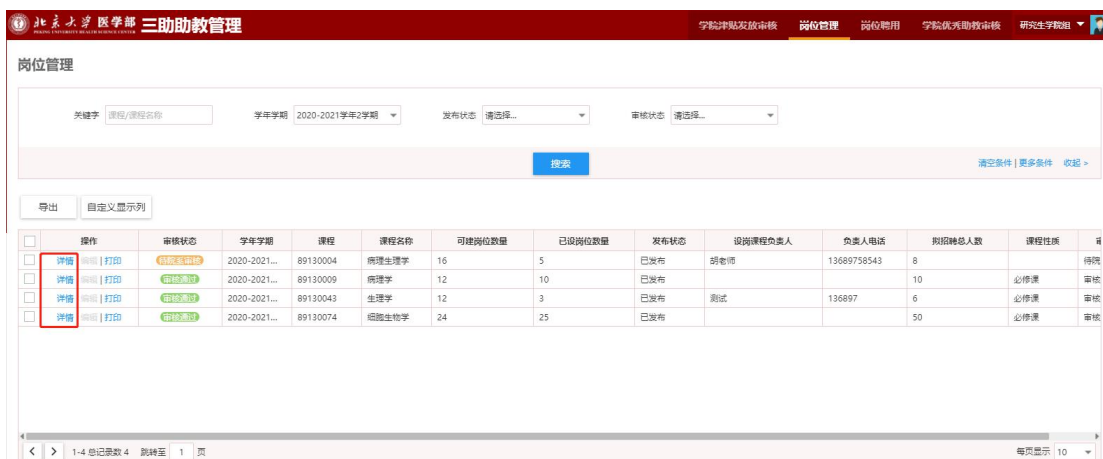 北京大学 医学部 三助助教管理 学院津贴发放审核 岗位管理 岗位聘用 学院优秀助教审核 研究生学院组
PEKING UNIVERSITY HEALTH SCIENCE CENTER
岗位管理
关键字 课程/课程名称 学年学期 2020-2021学年2学期 发布状态 请选择... 审核状态 请选择...
搜索 清空条件 | 更多条件 收起 >
导出 自定义显示列
操作 审核状态 学年学期 课程 课程名称 可建岗位数量 已设岗位数量 发布状态 设岗课程负责人 负责人电话 拟招聘总人数 课程性质
详情 编辑 | 打印 待院系审核 2020-2021... 89130004 病理生理学 16 5 已发布 胡老师 13689758543 8 待院
详情 编辑 | 打印 审核通过 2020-2021... 89130009 病理学 12 10 已发布 10 必修课 审核
详情 编辑 | 打印 审核通过 2020-2021... 89130043 生理学 12 3 已发布 测试 136897 6 必修课 审核
详情 编辑 | 打印 审核通过 2020-2021... 89130074 细胞生物学 24 25 已发布 50 必修课 审核
< > 1-4 总记录数 4 跳转至 1 页 每页显示 10